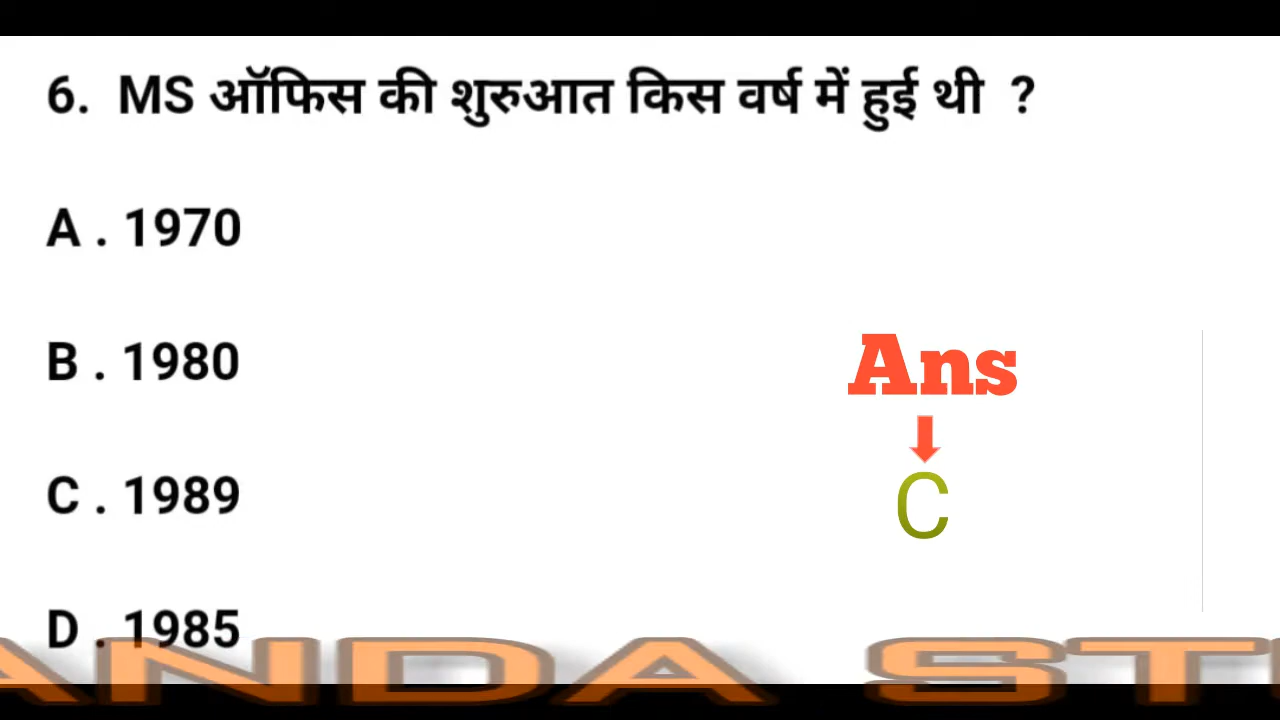 6. MS ऑफिस की शुरुआत किस वर्ष में हुई थी ?
A . 1970
B . 1980
Ans
C . 1989
C
D . 1985